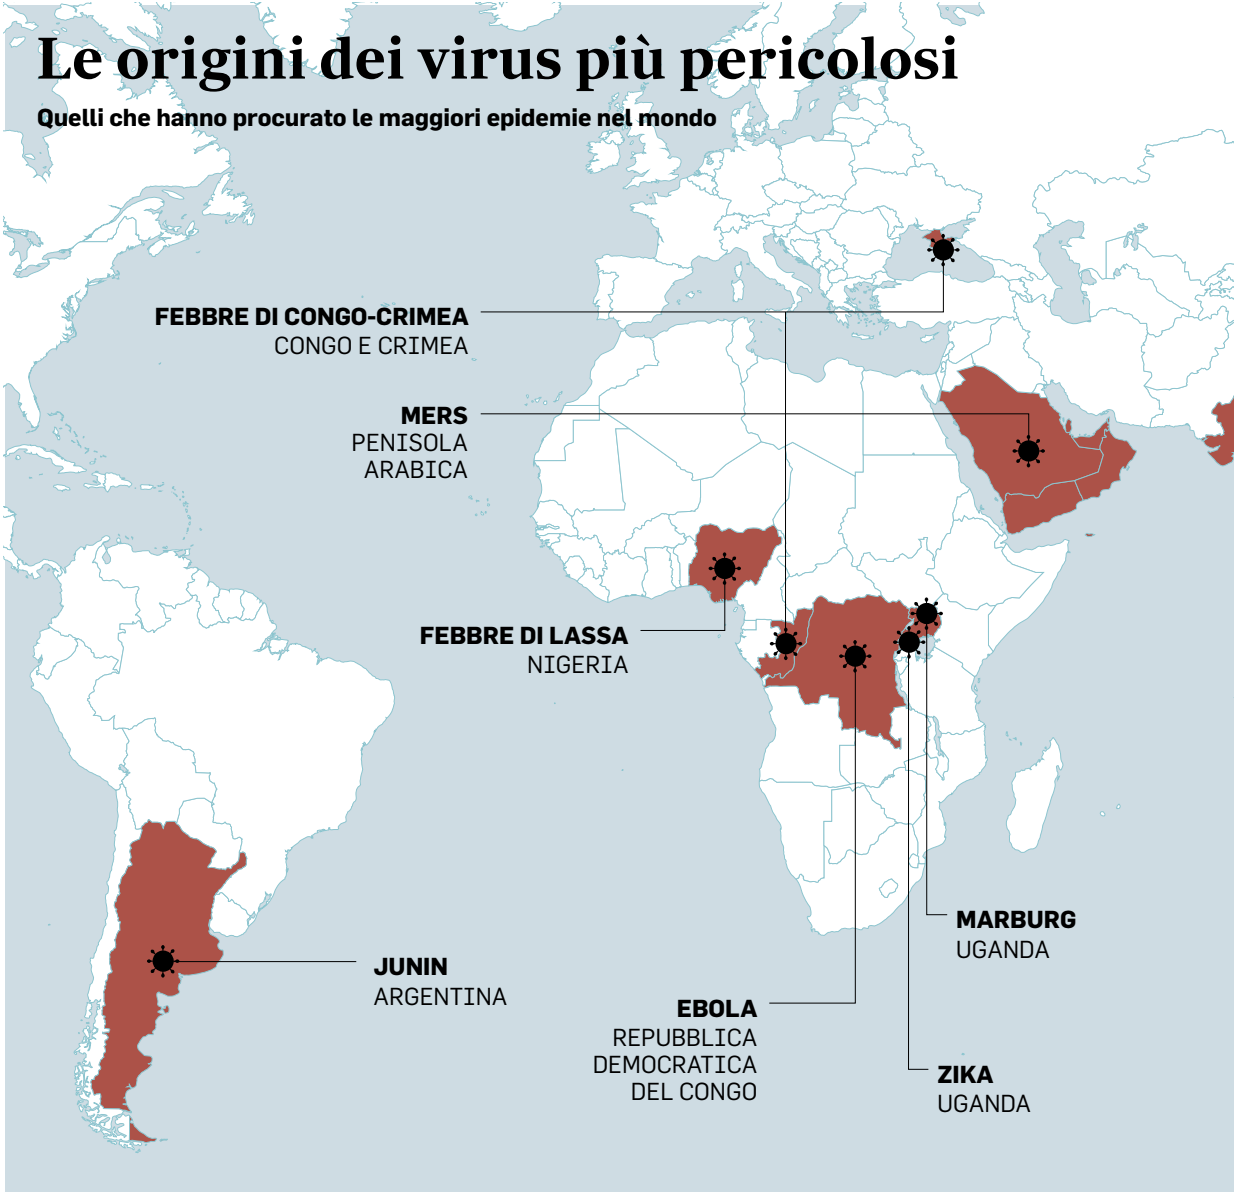 Le origini dei virus più pericolosi
Quelli che hanno procurato le maggiori epidemie nel mondo
FEBBRE DI CONGO-CRIMEA
CONGO E CRIMEA
MERS
PENISOLA
ARABICA
FEBBRE DI LASSA
NIGERIA
MARBURG
UGANDA
JUNIN
ARGENTINA
EBOLA
REPUBBLICA
DEMOCRATICA
DEL CONGO
ZIKA
UGANDA